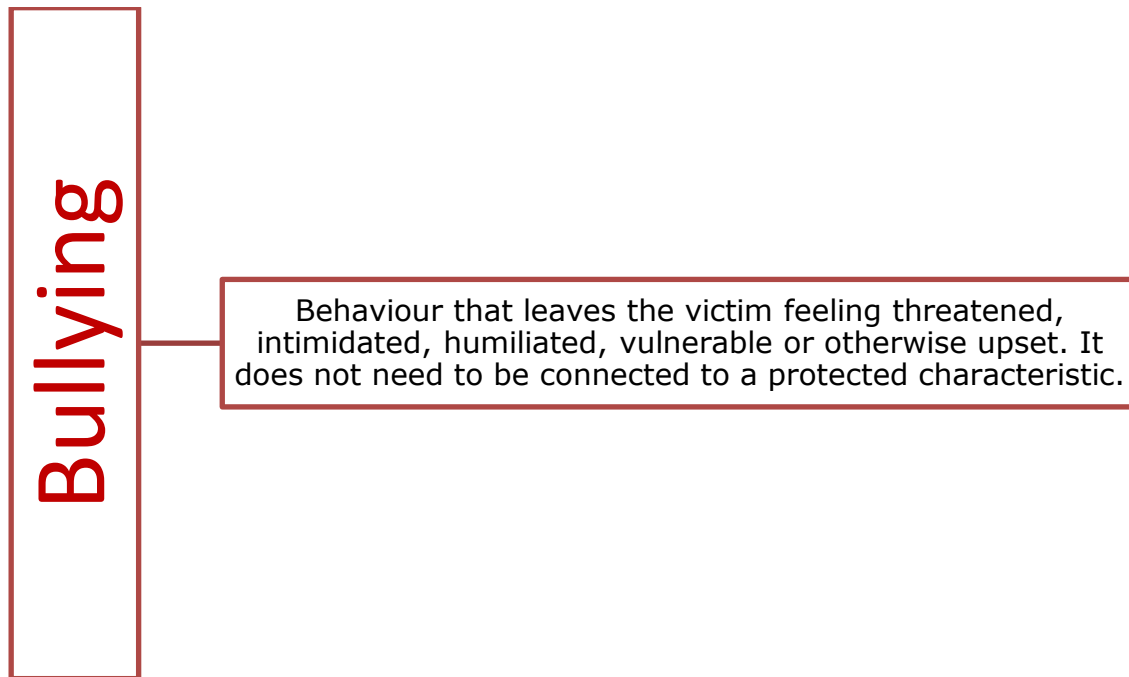 Bullying
Behaviour that leaves the victim feeling threatened,
intimidated, humiliated, vulnerable or otherwise upset. It
does not need to be connected to a protected characteristic.